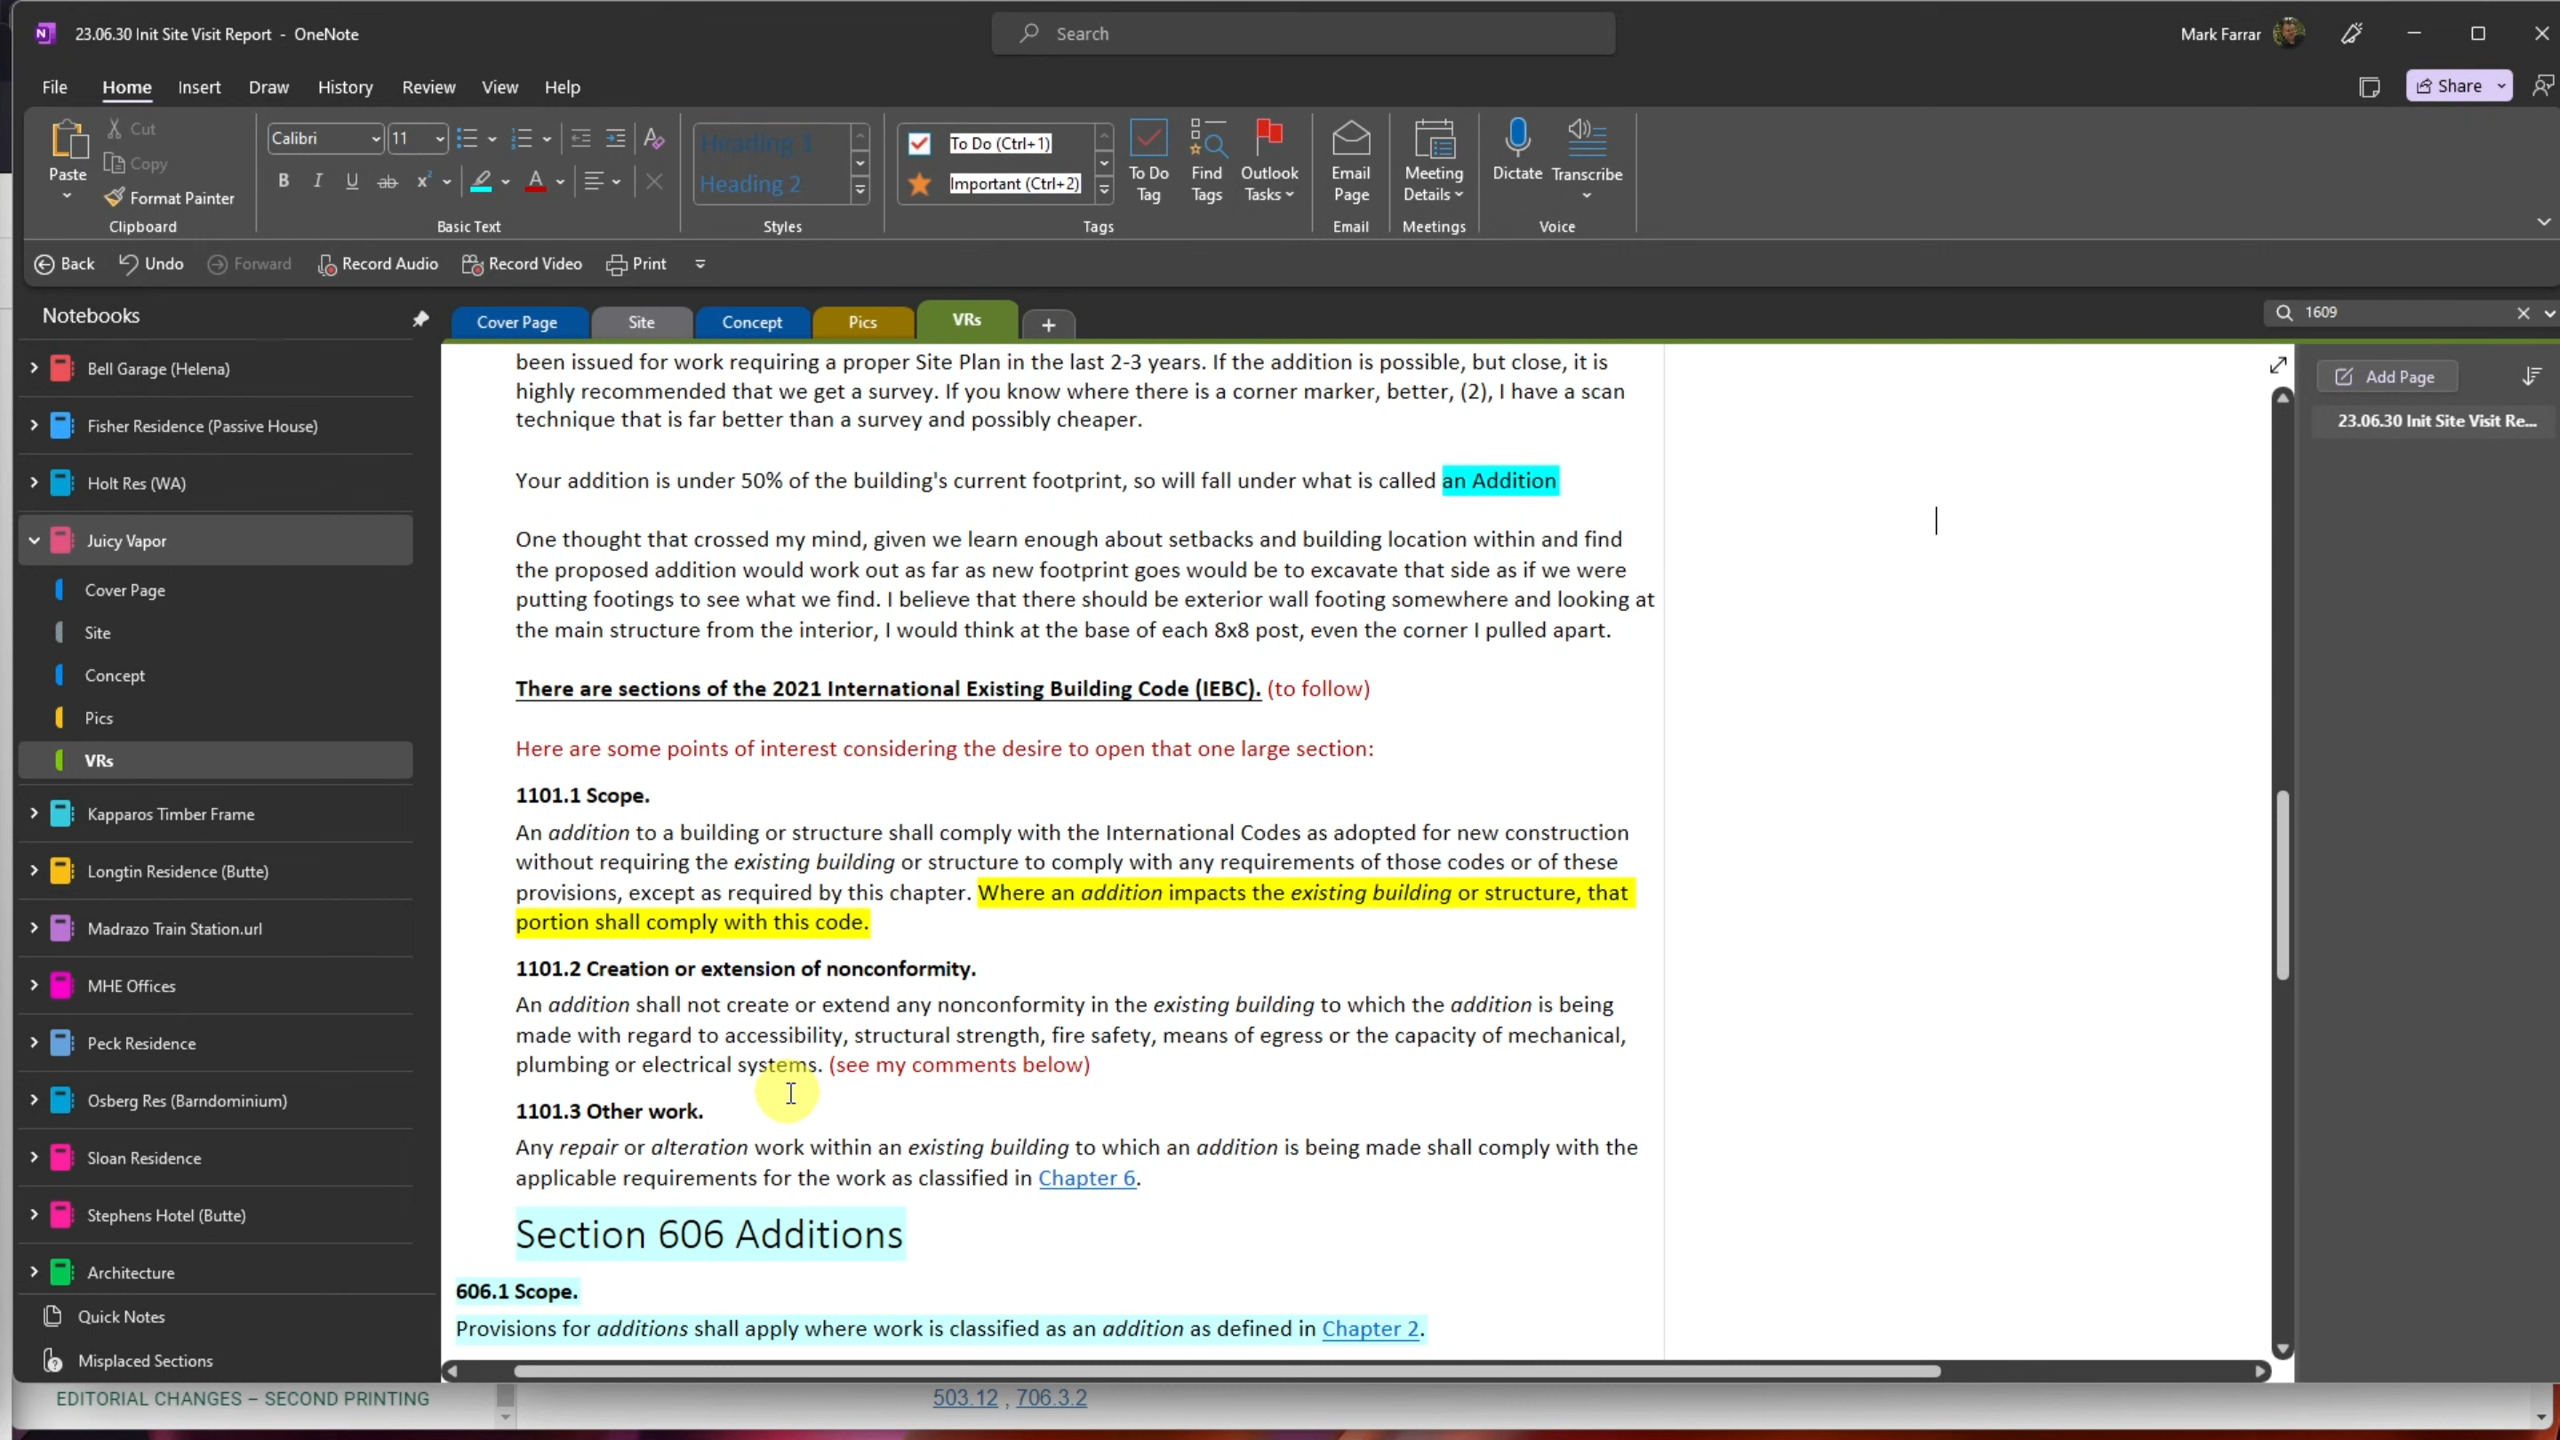 23.06.30 Init Site Visit Report - OneNote
Search
Mark Farrar
File Home Insert Draw History Review View Help
Share
Paste
Cut
Copy
Format Painter
Clipboard
Calibri
11
Basic Text
Heading 1
Heading 2
Styles
To Do (Ctrl+1)
Important (Ctrl+2)
To Do Tag
Find Tags
Outlook Tasks
Tags
Email Page
Email
Meeting Details
Meetings
Dictate
Transcribe
Voice
Back Undo Forward Record Audio Record Video Print
Notebooks
Cover Page Site Concept Pics VRs +
1609
Add Page
23.06.30 Init Site Visit Re...
Bell Garage (Helena)
Fisher Residence (Passive House)
Holt Res (WA)
Juicy Vapor
Cover Page
Site
Concept
Pics
VRs
Kapparos Timber Frame
Longtin Residence (Butte)
Madrazo Train Station.url
MHE Offices
Peck Residence
Osberg Res (Barndominium)
Sloan Residence
Stephens Hotel (Butte)
Architecture
Quick Notes
Misplaced Sections
been issued for work requiring a proper Site Plan in the last 2-3 years. If the addition is possible, but close, it is
highly recommended that we get a survey. If you know where there is a corner marker, better, (2), I have a scan
technique that is far better than a survey and possibly cheaper.
Your addition is under 50% of the building's current footprint, so will fall under what is called an Addition
One thought that crossed my mind, given we learn enough about setbacks and building location within and find
the proposed addition would work out as far as new footprint goes would be to excavate that side as if we were
putting footings to see what we find. I believe that there should be exterior wall footing somewhere and looking at
the main structure from the interior, I would think at the base of each 8x8 post, even the corner I pulled apart.
There are sections of the 2021 International Existing Building Code (IEBC). (to follow)
Here are some points of interest considering the desire to open that one large section:
1101.1 Scope.
An addition to a building or structure shall comply with the International Codes as adopted for new construction
without requiring the existing building or structure to comply with any requirements of those codes or of these
provisions, except as required by this chapter. Where an addition impacts the existing building or structure, that
portion shall comply with this code.
1101.2 Creation or extension of nonconformity.
An addition shall not create or extend any nonconformity in the existing building to which the addition is being
made with regard to accessibility, structural strength, fire safety, means of egress or the capacity of mechanical,
plumbing or electrical systems. (see my comments below)
1101.3 Other work.
Any repair or alteration work within an existing building to which an addition is being made shall comply with the
applicable requirements for the work as classified in Chapter 6.
Section 606 Additions
606.1 Scope.
Provisions for additions shall apply where work is classified as an addition as defined in Chapter 2.
EDITORIAL CHANGES – SECOND PRINTING
503.12 , 706.3.2